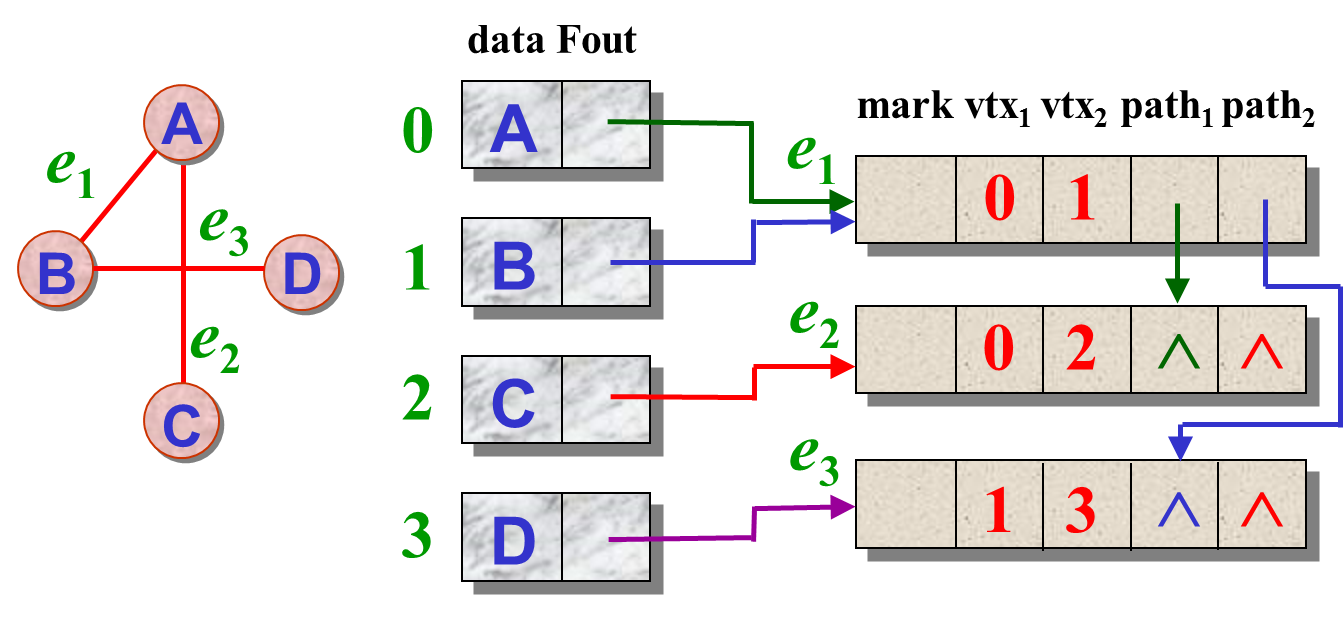 data Fout
mark vtx1 vtx2 path1 path2
A
e1
e3
B
D
e2
C
0 A
1 B
2 C
3 D
e1 0 1
e2 0 2 ∧ ∧
e3 1 3 ∧ ∧